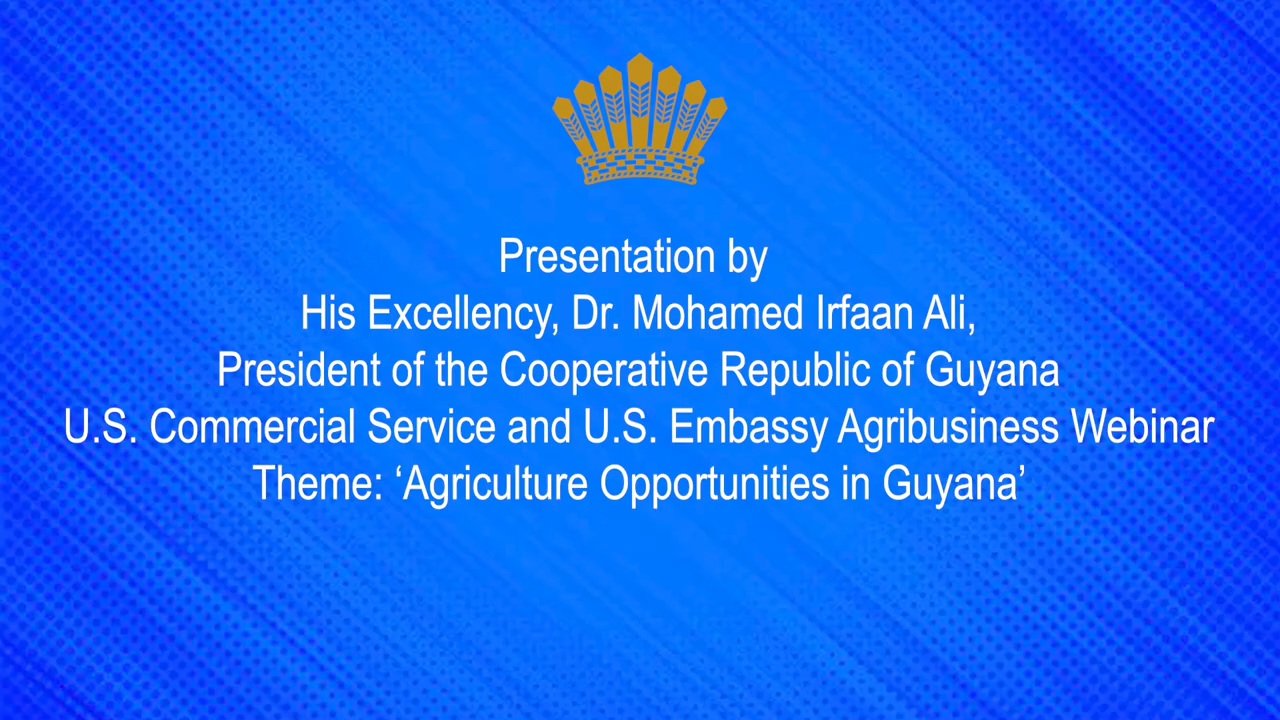 Presentation by
His Excellency, Dr. Mohamed Irfaan Ali,
President of the Cooperative Republic of Guyana
U.S. Commercial Service and U.S. Embassy Agribusiness Webinar
Theme: ‘Agriculture Opportunities in Guyana’